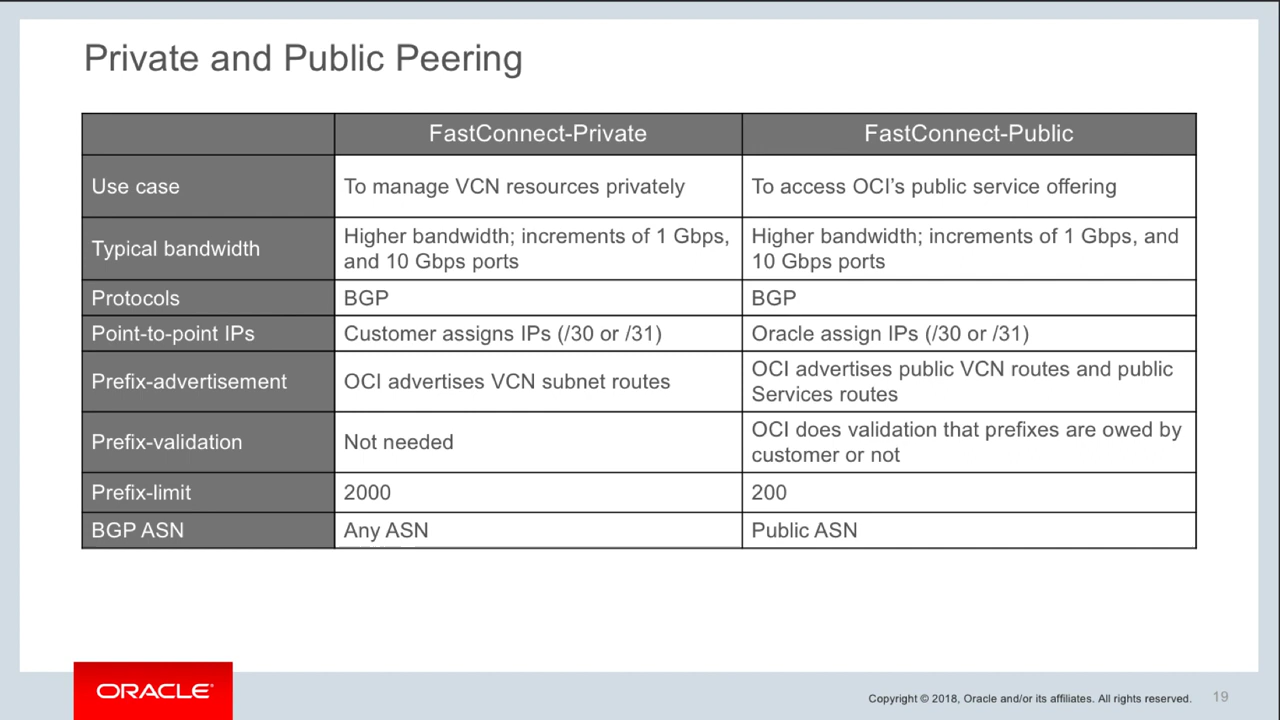 Private and Public Peering
FastConnect-Private
FastConnect-Public
Use case
To manage VCN resources privately
To access OCI's public service offering
Typical bandwidth
Higher bandwidth; increments of 1 Gbps,
and 10 Gbps ports
Higher bandwidth; increments of 1 Gbps, and
10 Gbps ports
Protocols
BGP
BGP
Point-to-point IPs
Customer assigns IPs (/30 or /31)
Oracle assign IPs (/30 or /31)
Prefix-advertisement
OCI advertises VCN subnet routes
OCI advertises public VCN routes and public
Services routes
Prefix-validation
Not needed
OCI does validation that prefixes are owed by
customer or not
Prefix-limit
2000
200
BGP ASN
Any ASN
Public ASN
ORACLE®
Copyright © 2018, Oracle and/or its affiliates. All rights reserved.
19